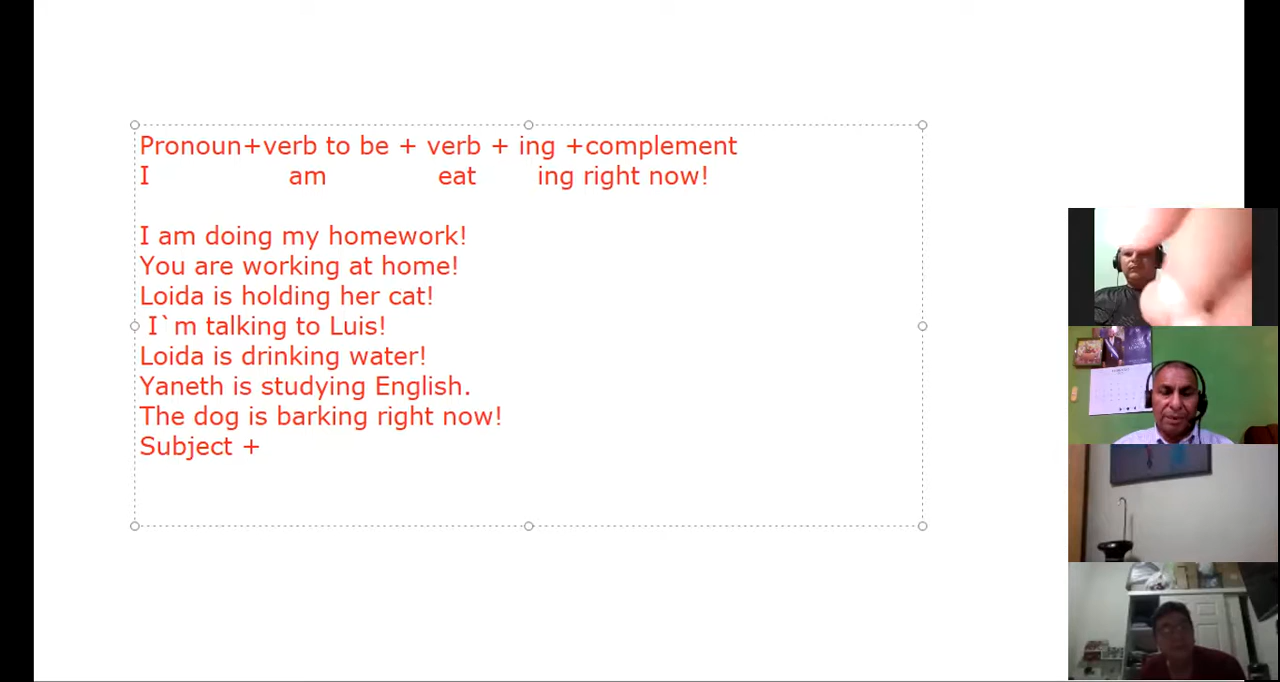 Pronoun+verb to be + verb + ing +complement
I am eat ing right now!
I am doing my homework!
You are working at home!
Loida is holding her cat!
I`m talking to Luis!
Loida is drinking water!
Yaneth is studying English.
The dog is barking right now!
Subject +